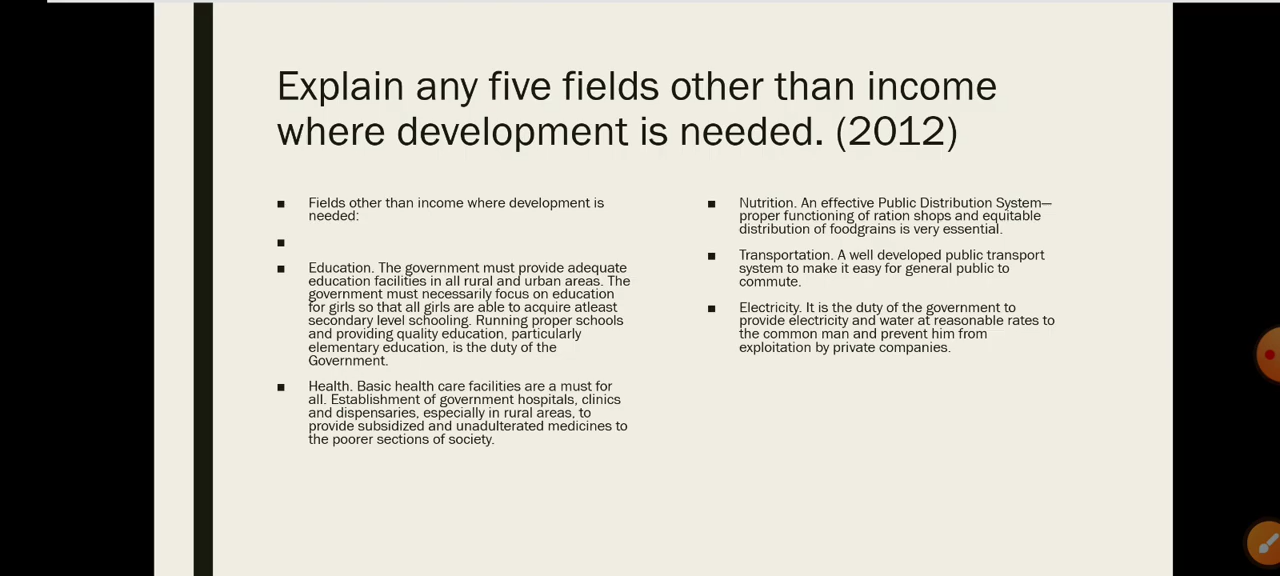 Explain any five fields other than income
where development is needed. (2012)
Fields other than income where development is
needed:
Education. The government must provide adequate
education facilities in all rural and urban areas. The
government must necessarily focus on education
for girls so that all girls are able to acquire atleast
secondary level schooling. Running proper schools
and providing quality education, particularly
elementary education, is the duty of the
Government.
Health. Basic health care facilities are a must for
all. Establishment of government hospitals, clinics
and dispensaries, especially in rural areas, to
provide subsidized and unadulterated medicines to
the poorer sections of society.
Nutrition. An effective Public Distribution System—
proper functioning of ration shops and equitable
distribution of foodgrains is very essential.
Transportation. A well developed public transport
system to make it easy for general public to
commute.
Electricity. It is the duty of the government to
provide electricity and water at reasonable rates to
the common man and prevent him from
exploitation by private companies.